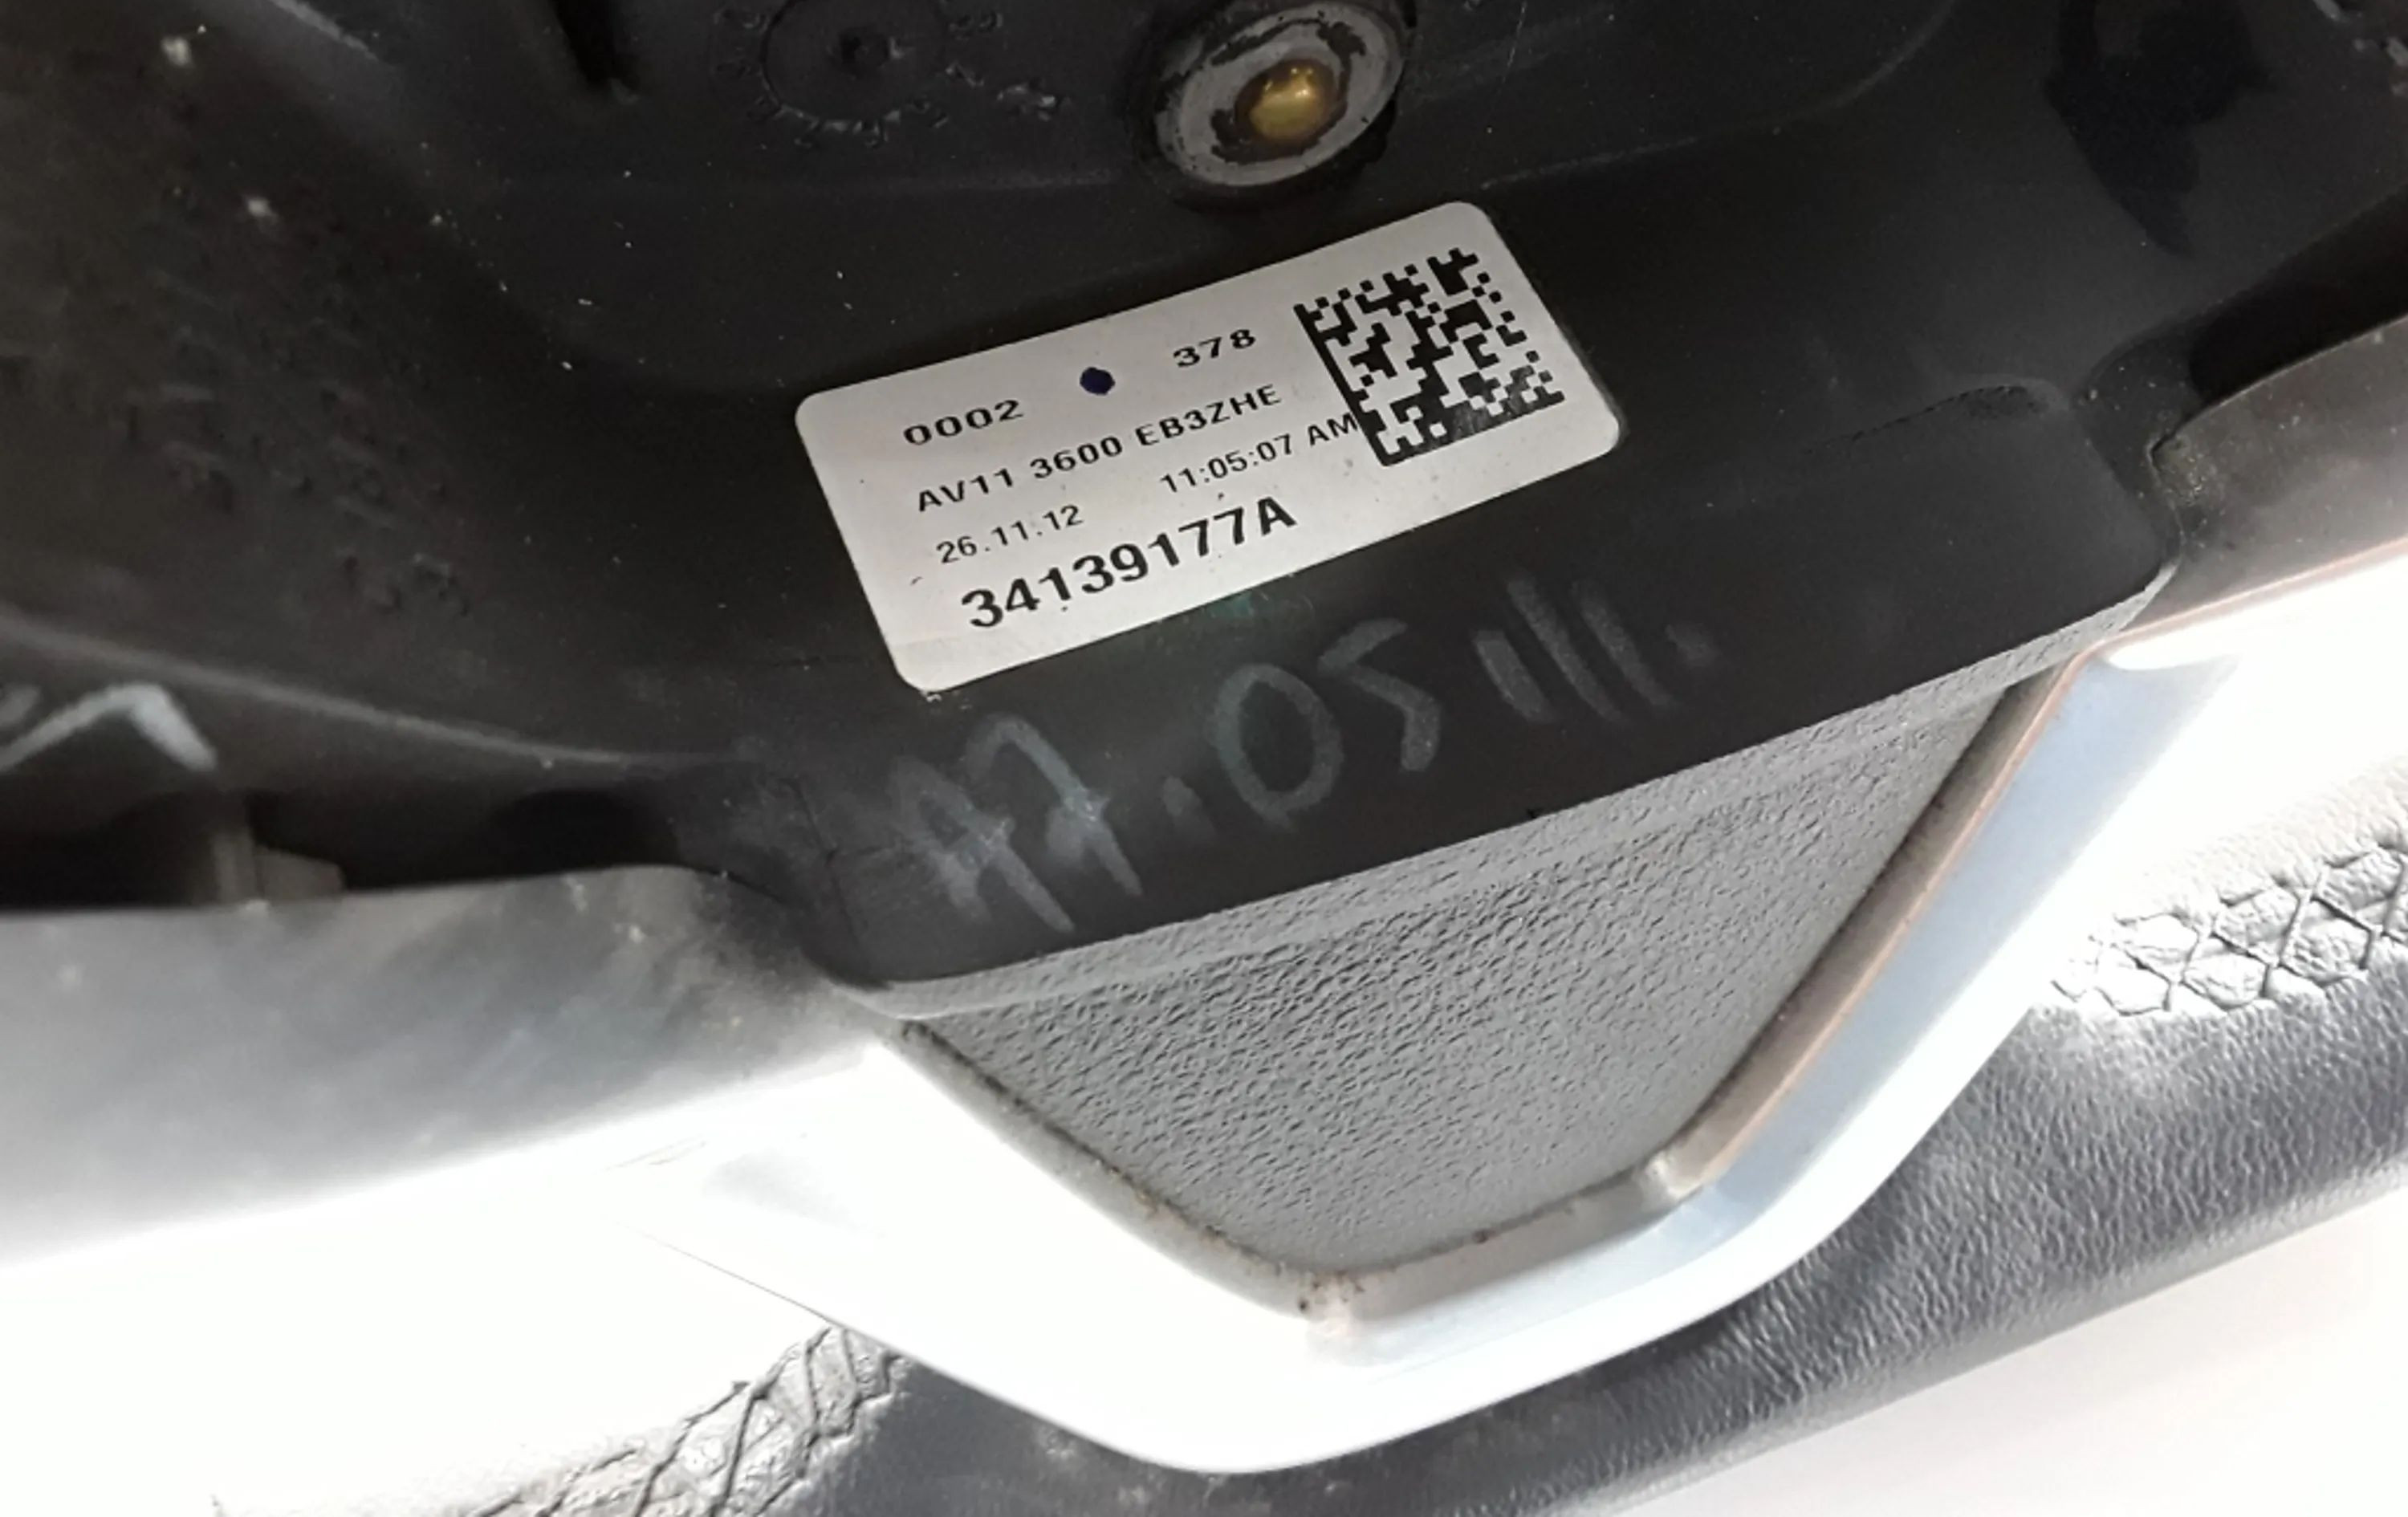 0002 378
AV11 3600 EB3ZHE
26.11.12 11:05:07 AM
34139177A